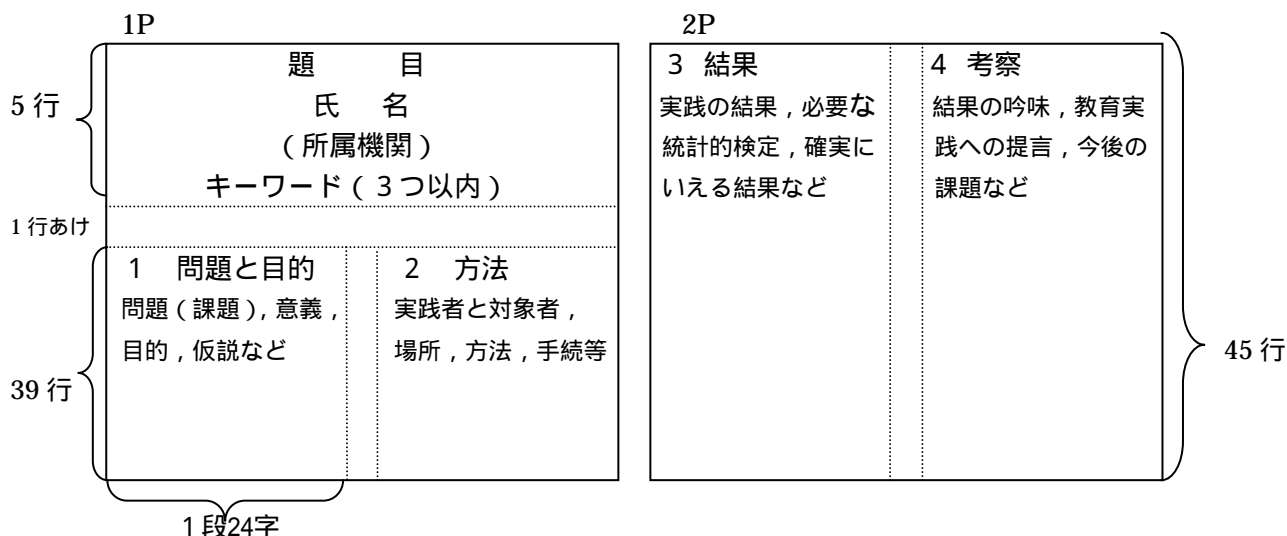 1P
5 行
題　　目
氏　名
（所属機関）
キーワード（３つ以内）
1 行あけ
39 行
1　問題と目的
問題（課題），意義，
目的，仮説など
2　方法
実践者と対象者，
場所，方法，手続等
1 段24字
2P
3　結果
実践の結果，必要な
統計的検定，確実に
いえる結果など
4　考察
結果の吟味，教育実
践への提言，今後の
課題など
45 行